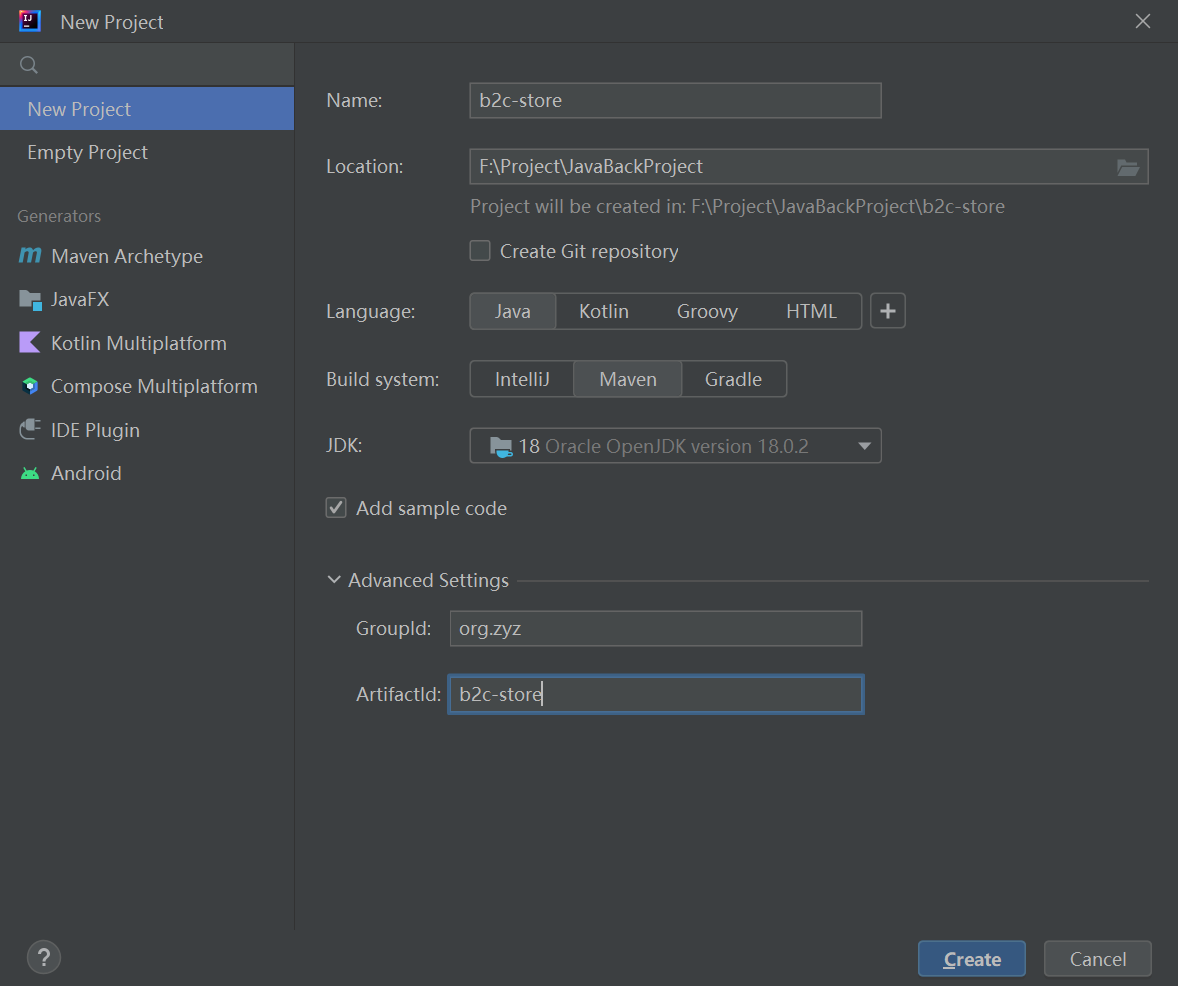 New Project
New Project
Empty Project
Generators
Maven Archetype
JavaFX
Kotlin Multiplatform
Compose Multiplatform
IDE Plugin
Android
Name: b2c-store
Location: F:\Project\JavaBackProject
Project will be created in: F:\Project\JavaBackProject\b2c-store
Create Git repository
Language: Java Kotlin Groovy HTML +
Build system: IntelliJ Maven Gradle
JDK: 18 Oracle OpenJDK version 18.0.2
Add sample code
Advanced Settings
GroupId: org.zyz
ArtifactId: b2c-store
? Create Cancel